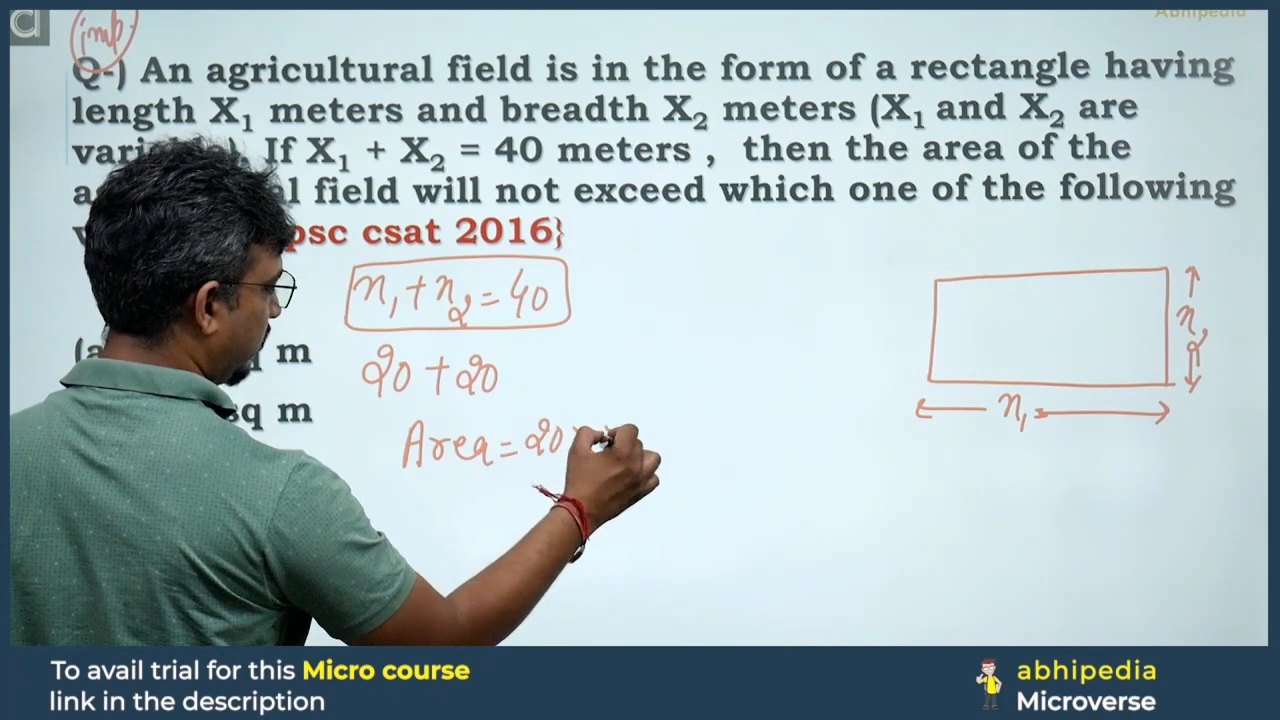 Abhipedia
imp.
Q-) An agricultural field is in the form of a rectangle having
length X₁ meters and breadth X₂ meters (X₁ and X₂ are
If X₁ + X₂ = 40 meters , then the area of the
field will not exceed which one of the following
psc csat 2016}
x₁ + x₂ = 40
(a m
20 + 20
sq m
Area = 20
x₂
x₁
To avail trial for this Micro course
link in the description
abhipedia
Microverse